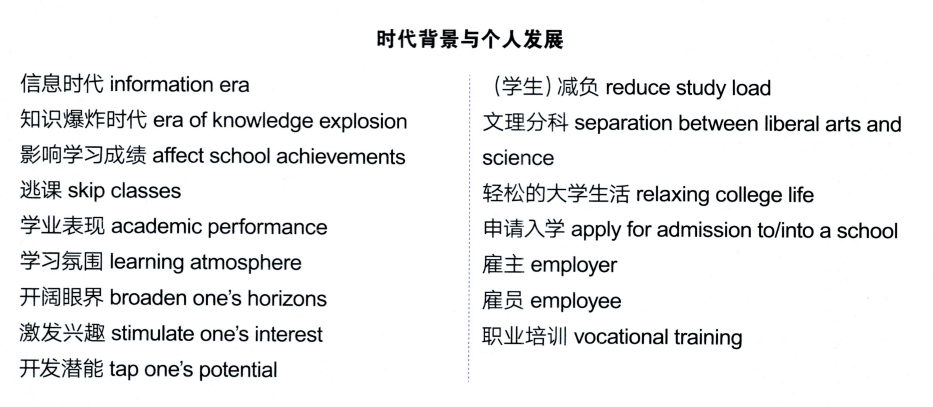 时代背景与个人发展
信息时代 information era
知识爆炸时代 era of knowledge explosion
影响学习成绩 affect school achievements
逃课 skip classes
学业表现 academic performance
学习氛围 learning atmosphere
开阔眼界 broaden one's horizons
激发兴趣 stimulate one's interest
开发潜能 tap one's potential
（学生）减负 reduce study load
文理分科 separation between liberal arts and
science
轻松的大学生活 relaxing college life
申请入学 apply for admission to/into a school
雇主 employer
雇员 employee
职业培训 vocational training